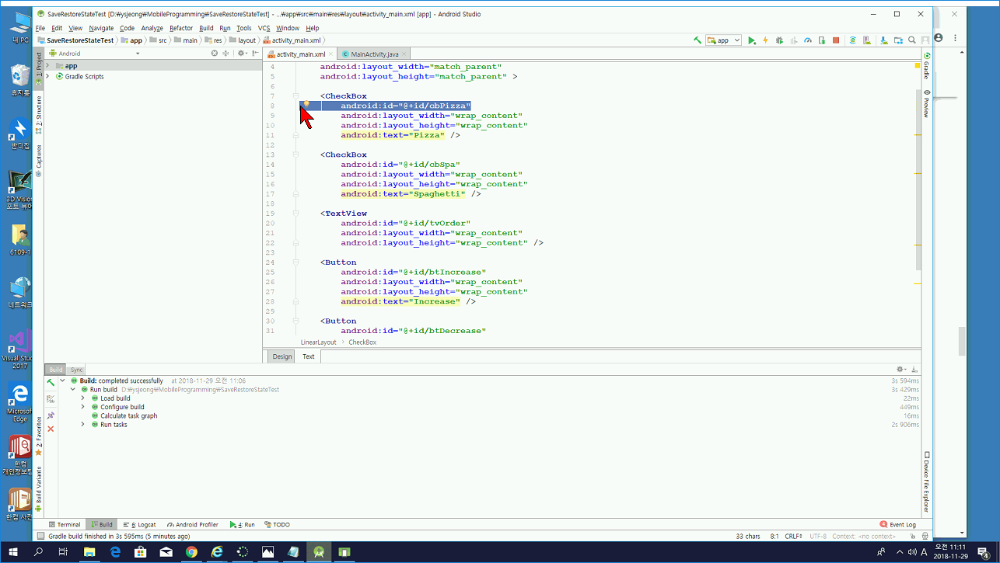 SaveRestoreStateTest [D:₩ysjeong₩MobileProgramming₩SaveRestoreStateTest] - ...₩app₩src₩main₩res₩layout₩activity_main.xml [app] - Android Studio
File Edit View Navigate Code Analyze Refactor Build Run Tools VCS Window Help
SaveRestoreStateTest app src main res layout activity_main.xml app
Android activity_main.xml MainActivity.java
1: Project
app
Gradle Scripts
7: Structure
Captures
2: Favorites
Build Variants
4 android:layout_width="match_parent"
5 android:layout_height="match_parent" >
6
7 <CheckBox
8 android:id="@+id/cbPizza"
9 android:layout_width="wrap_content"
10 android:layout_height="wrap_content"
11 android:text="Pizza" />
12
13 <CheckBox
14 android:id="@+id/cbSpa"
15 android:layout_width="wrap_content"
16 android:layout_height="wrap_content"
17 android:text="Spaghetti" />
18
19 <TextView
20 android:id="@+id/tvOrder"
21 android:layout_width="wrap_content"
22 android:layout_height="wrap_content" />
23
24 <Button
25 android:id="@+id/btIncrease"
26 android:layout_width="wrap_content"
27 android:layout_height="wrap_content"
28 android:text="Increase" />
29
30 <Button
31 android:id="@+id/btDecrease"
LinearLayout CheckBox
Design Text
Gradle
Preview
Device File Explorer
Build Sync
Build: completed successfully at 2018-11-29 오전 11:06 3s 594ms
Run build D:₩ysjeong₩MobileProgramming₩SaveRestoreStateTest 3s 429ms
Load build 22ms
Configure build 449ms
Calculate task graph 16ms
Run tasks 2s 906ms
Terminal Build 6: Logcat Android Profiler 4: Run TODO Event Log
Gradle build finished in 3s 595ms (5 minutes ago) 33 chars 8:1 CRLF UTF-8 Context: <no context>
내 PC
휴지통
반디집
3D Vision
포토 뷰어
6109-1
네트워크
Visual Stud
2017
Microsoft
Edge
한컴
개인정보탐
한컴 사전
A 오전 11:11
2018-11-29
4